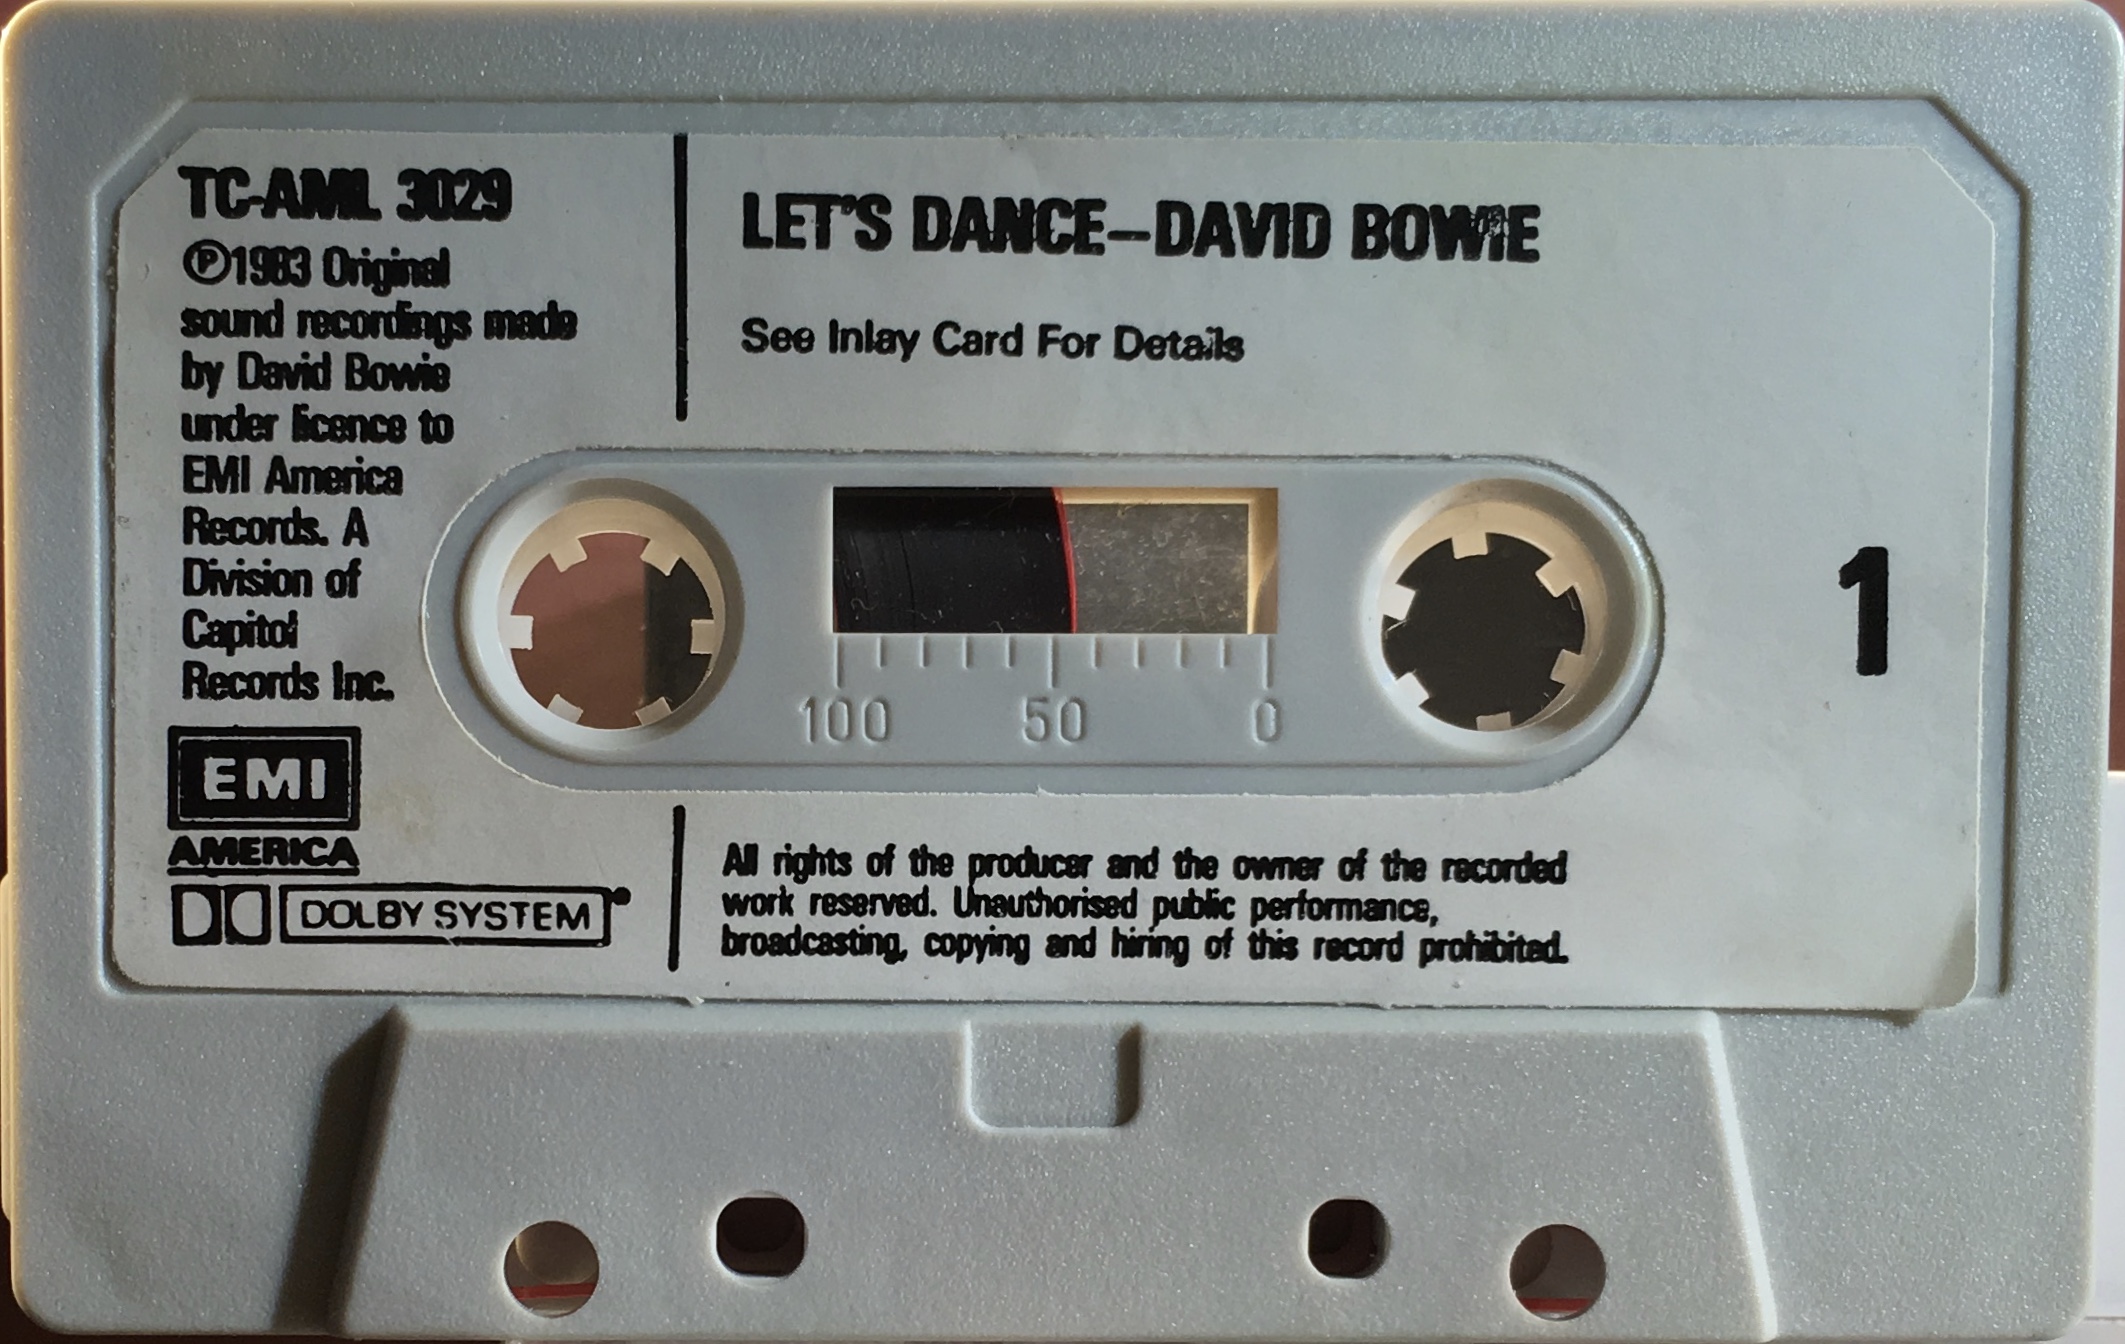 TC-AML 3029
℗1983 Original
sound recordings made
by David Bowie
under licence to
EMI America
Records. A
Division of
Capitol
Records Inc.
EMI
AMERICA
DOLBY SYSTEM
LET'S DANCE–DAVID BOWIE
See Inlay Card For Details
100 50 0
1
All rights of the producer and the owner of the recorded
work reserved. Unauthorised public performance,
broadcasting, copying and hiring of this record prohibited.